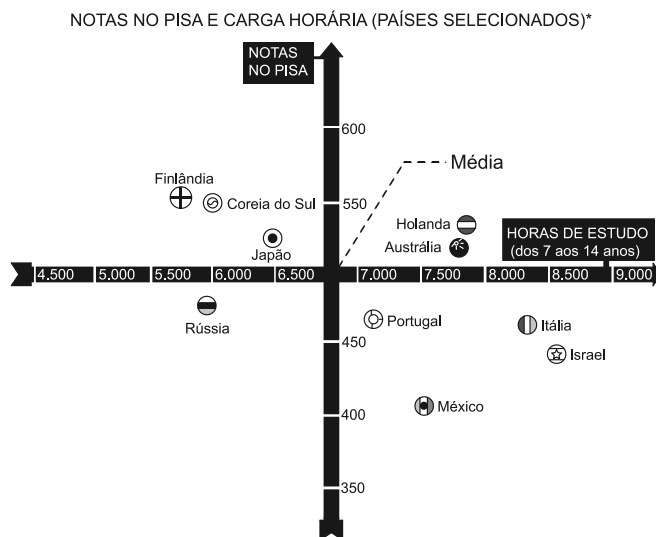 NOTAS NO PISA E CARGA HORÁRIA (PAÍSES SELECIONADOS)*
NOTAS
NO PISA
600
Média
Finlândia
550
Coreia do Sul
Holanda
HORAS DE ESTUDO
(dos 7 aos 14 anos)
Austrália
Japão
4.500 5.000 5.500 6.000 6.500 7.000 7.500 8.000 8.500 9.000
Rússia
Portugal
Itália
450
Israel
México
400
350